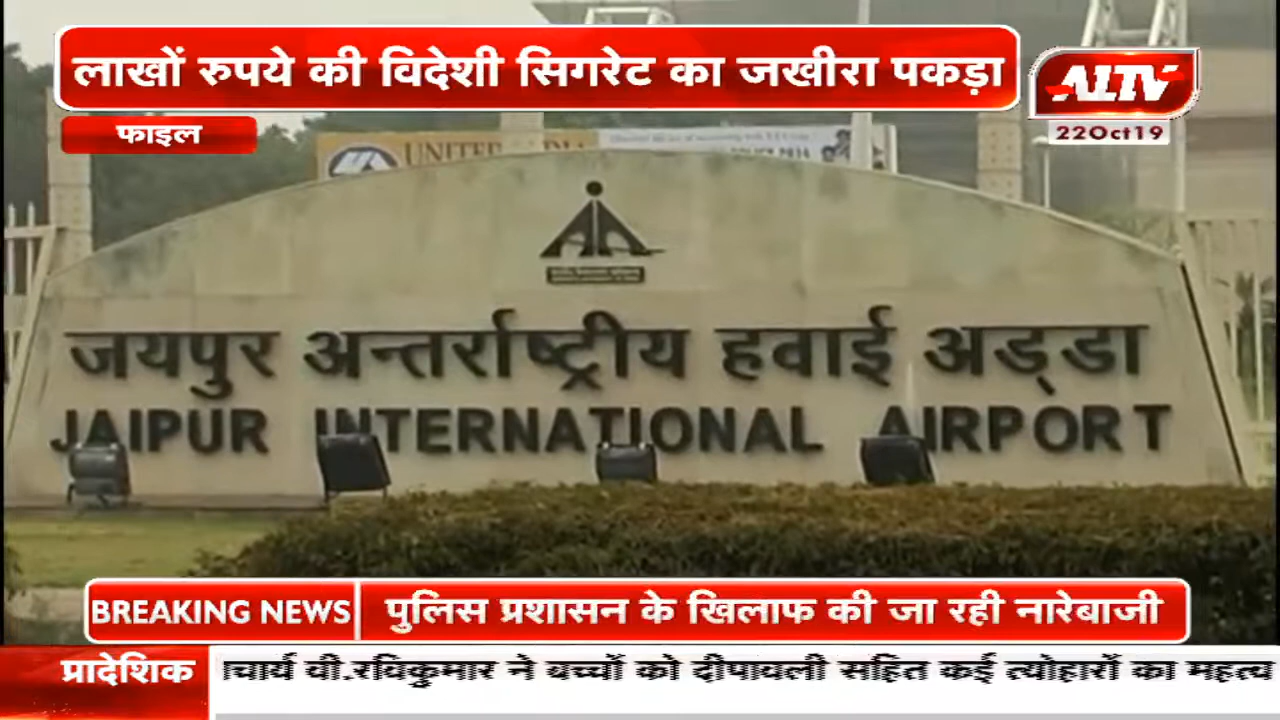 लाखों रुपये की विदेशी सिगरेट का जखीरा पकड़ा
ALTV
22Oct19
फाइल
UNITED INDIA
जयपुर अन्तर्राष्ट्रीय हवाई अड्डा
JAIPUR INTERNATIONAL AIRPORT
BREAKING NEWS
पुलिस प्रशासन के खिलाफ की जा रही नारेबाजी
प्रादेशिक
ाचार्य वी.रविकुमार ने बच्चों को दीपावली सहित कई त्योहारों का महत्व